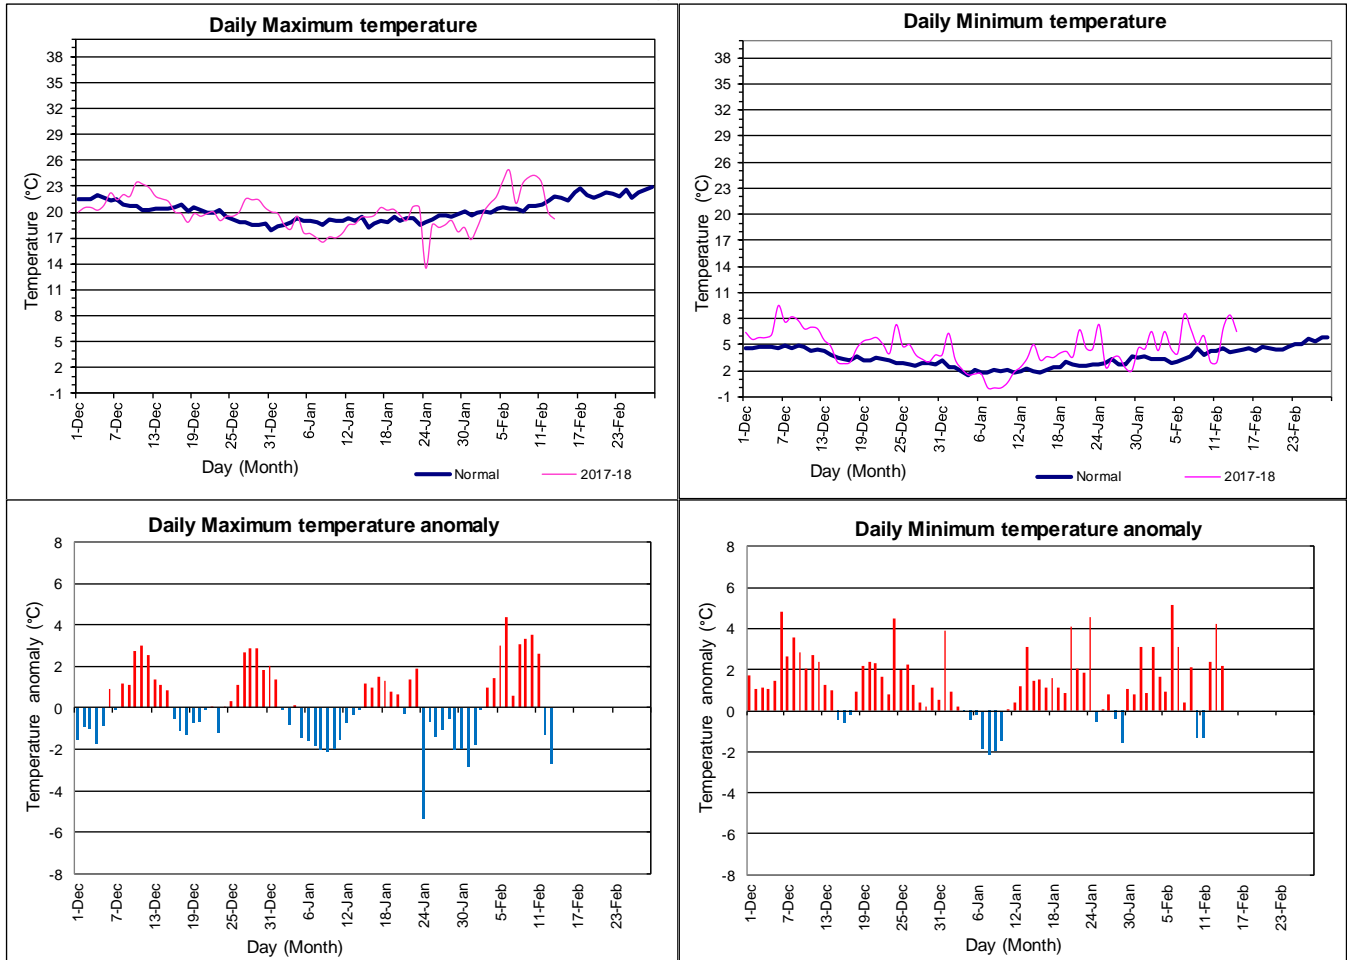 Daily Maximum temperature
38
35
32
29
26
23
20
17
14
11
8
5
2
-1
Temperature (°C)
1-Dec
7-Dec
13-Dec
19-Dec
25-Dec
31-Dec
6-Jan
12-Jan
18-Jan
24-Jan
30-Jan
5-Feb
11-Feb
17-Feb
23-Feb
Day (Month)
Normal
2017-18
Daily Minimum temperature
38
35
32
29
26
23
20
17
14
11
8
5
2
-1
Temperature (°C)
1-Dec
7-Dec
13-Dec
19-Dec
25-Dec
31-Dec
6-Jan
12-Jan
18-Jan
24-Jan
30-Jan
5-Feb
11-Feb
17-Feb
23-Feb
Day (Month)
Normal
2017-18
Daily Maximum temperature anomaly
8
6
4
2
0
-2
-4
-6
-8
Temperature anomaly (°C)
1-Dec
7-Dec
13-Dec
19-Dec
25-Dec
31-Dec
6-Jan
12-Jan
18-Jan
24-Jan
30-Jan
5-Feb
11-Feb
17-Feb
23-Feb
Day (Month)
Daily Minimum temperature anomaly
8
6
4
2
0
-2
-4
-6
-8
Temperature anomaly (°C)
1-Dec
7-Dec
13-Dec
19-Dec
25-Dec
31-Dec
6-Jan
12-Jan
18-Jan
24-Jan
30-Jan
5-Feb
11-Feb
17-Feb
23-Feb
Day (Month)